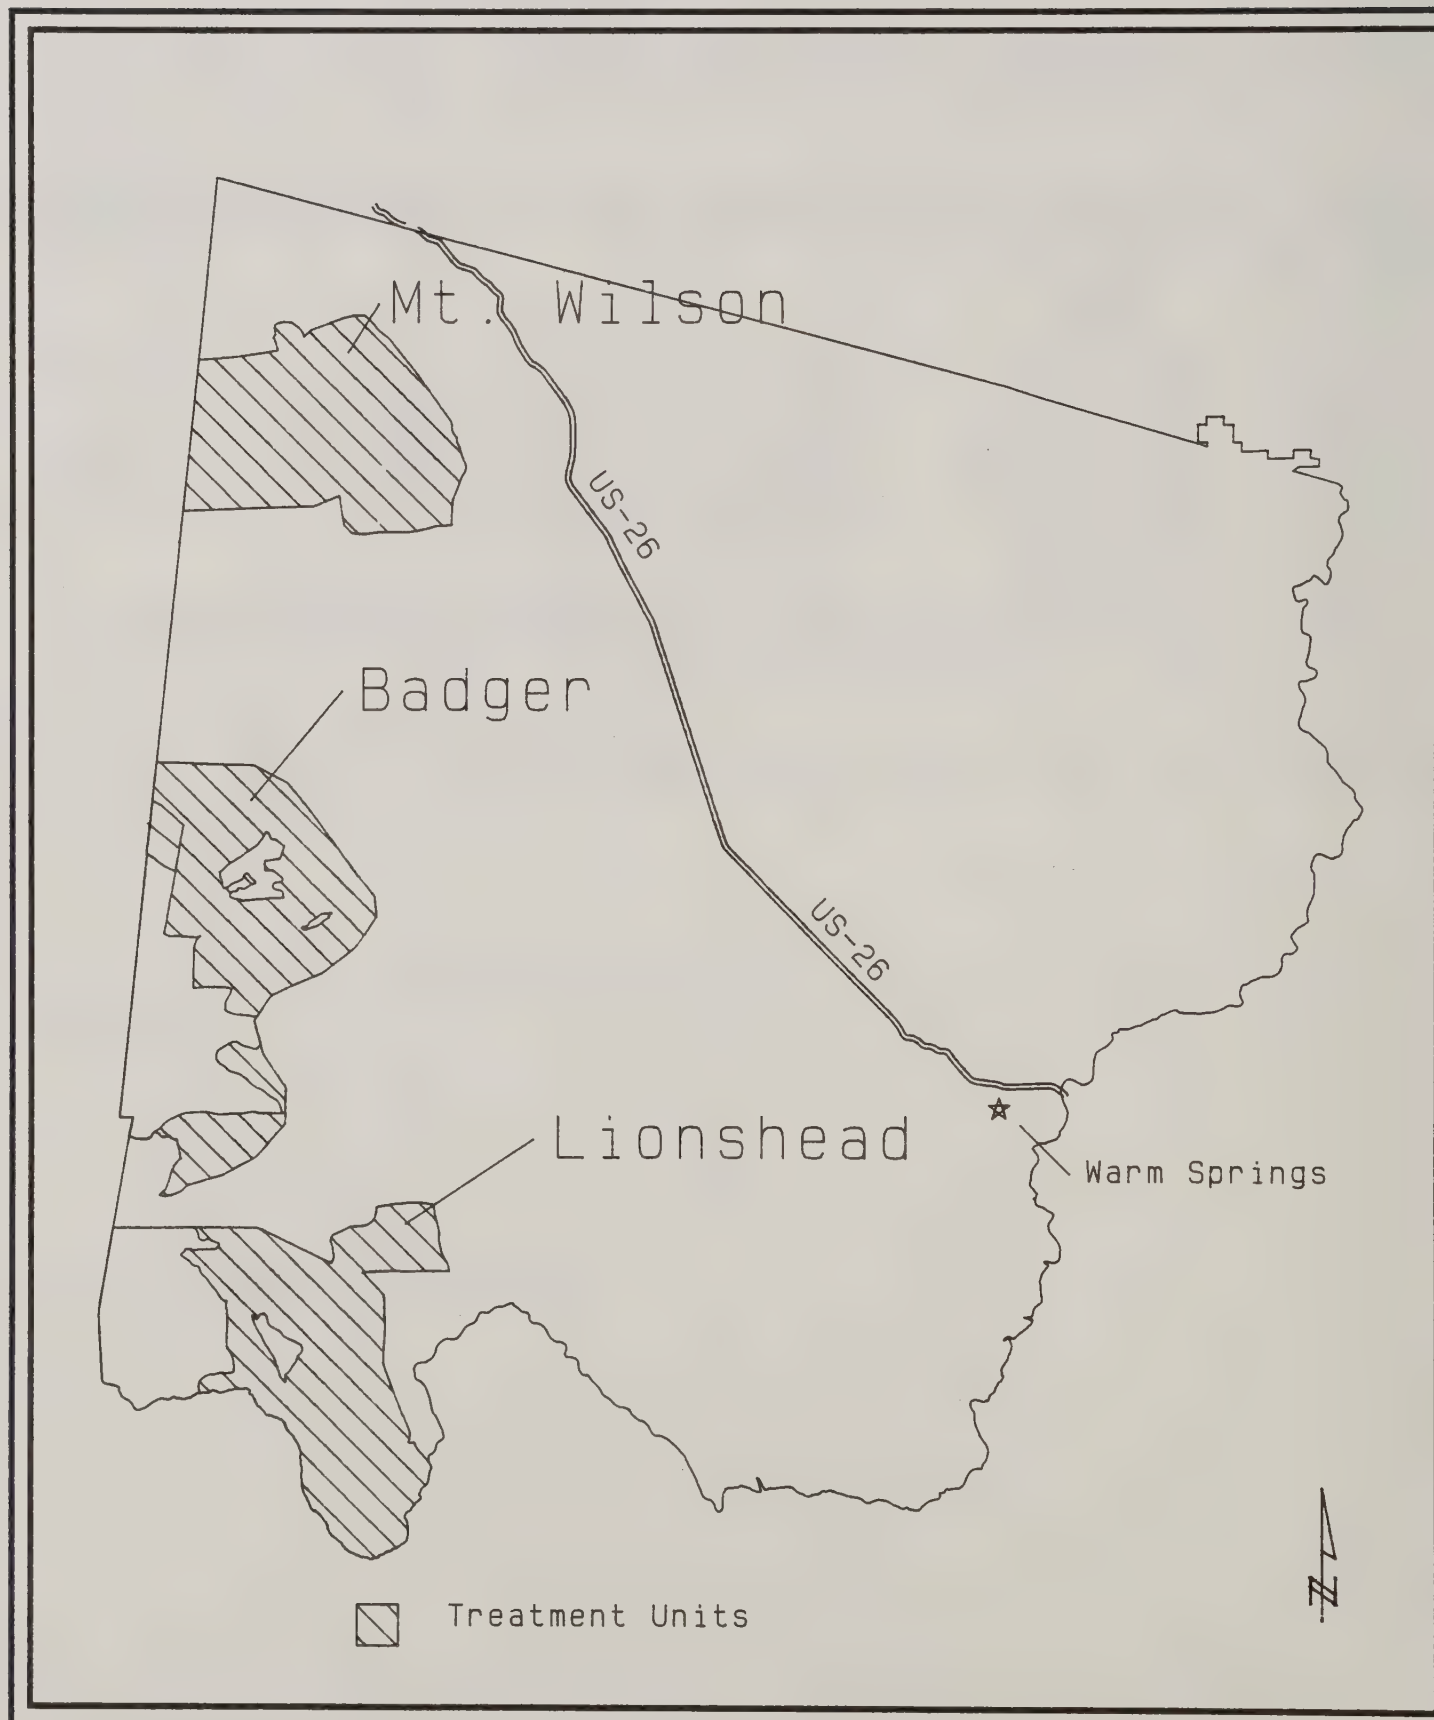 Mt. Wilson
US-26
Badger
US-26
Lionshead
Warm Springs
N
Treatment Units